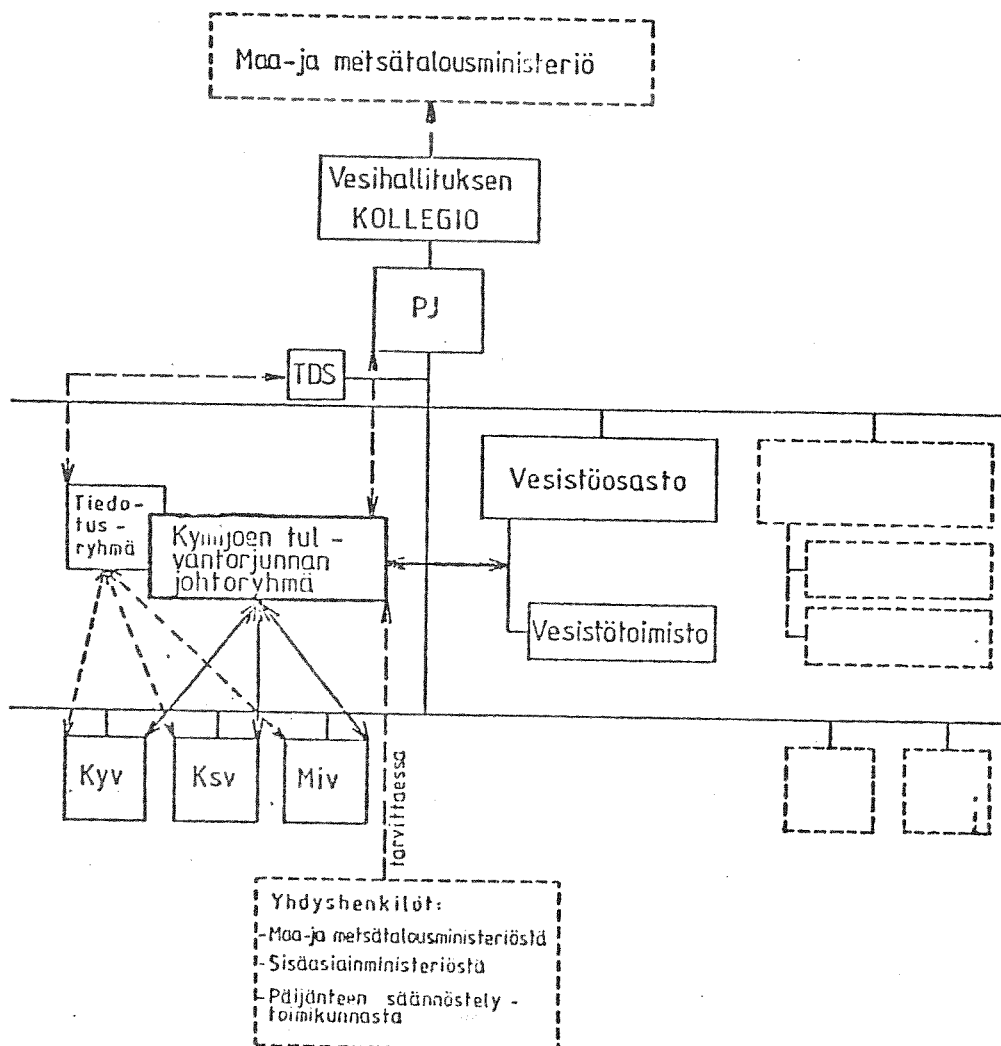 Maa-ja metsätalousministeriö
Vesihallituksen
KOLLEGIO
PJ
TDS
Vesistöosasto
Tiedo-
tus -
ryhmä
Kymijoen tul -
vantorjunnan
johtoryhmä
Vesistötoimisto
Kyv
Ksv
Miv
tarvittaessa
Yhdyshenkilöt:
-Maa-ja metsätalousministeriöstä
-Sisäasiainministeriöstä
-Päijänteen säännöstely -
toimikunnasta